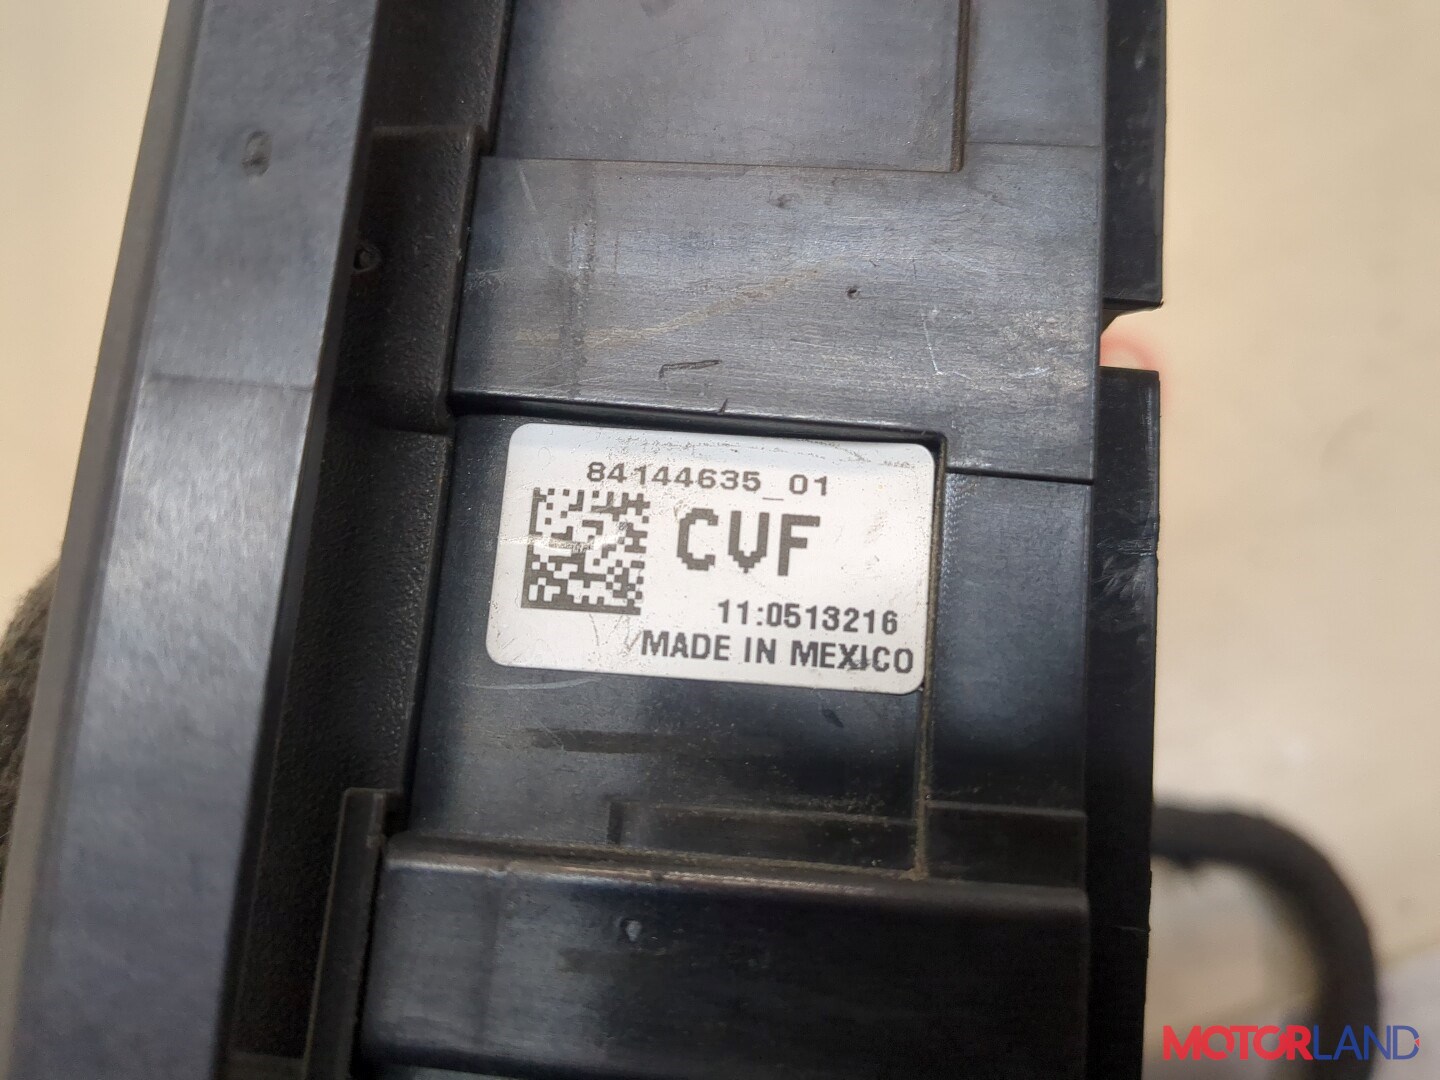 84144635_01
CVF
11:0513216
MADE IN MEXICO
MOTORLAND